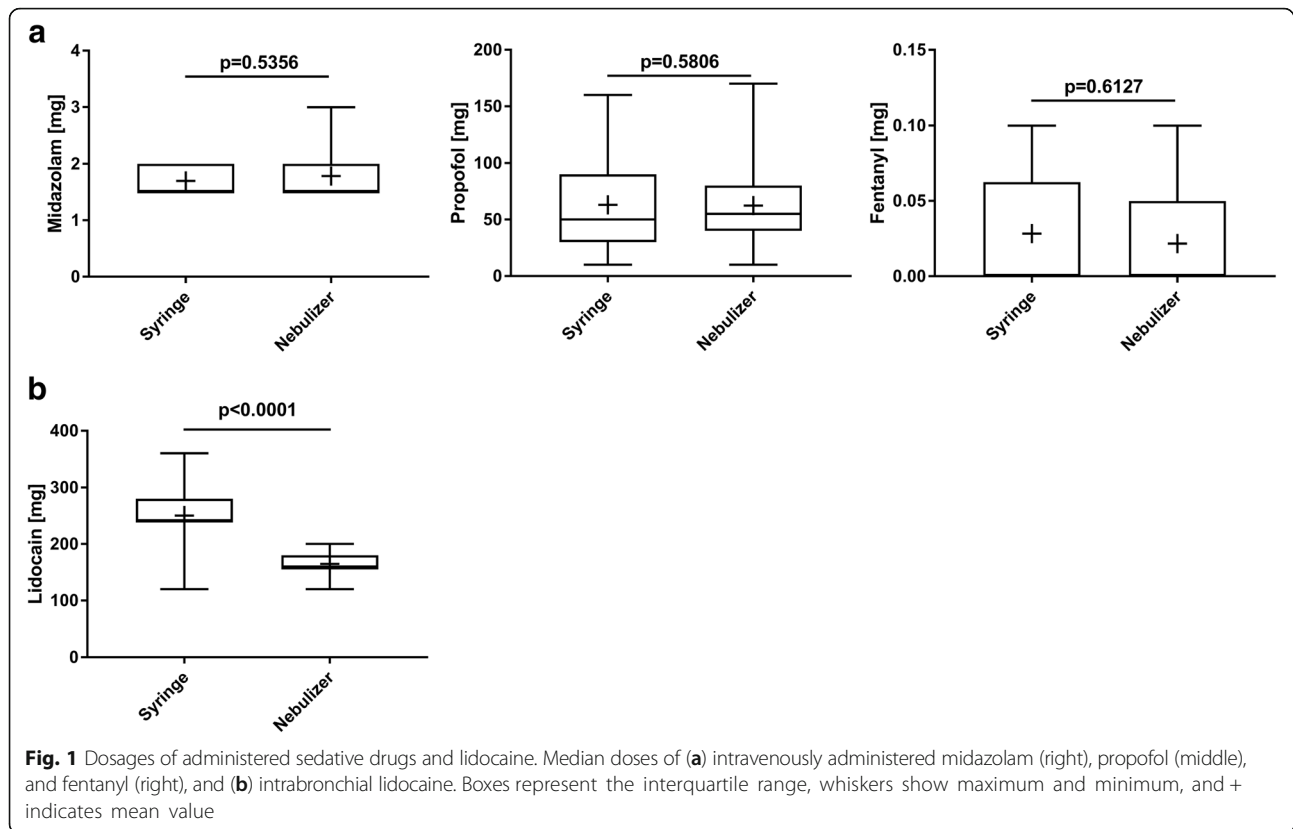 a
p=0.5356
4
3
2
1
0
Midazolam [mg]
Syringe
Nebulizer
p=0.5806
200
150
100
50
0
Propofol [mg]
Syringe
Nebulizer
p=0.6127
0.15
0.10
0.05
0.00
Fentanyl [mg]
Syringe
Nebulizer
b
p<0.0001
400
300
200
100
0
Lidocain [mg]
Syringe
Nebulizer
Fig. 1 Dosages of administered sedative drugs and lidocaine. Median doses of (a) intravenously administered midazolam (right), propofol (middle),
and fentanyl (right), and (b) intrabronchial lidocaine. Boxes represent the interquartile range, whiskers show maximum and minimum, and +
indicates mean value